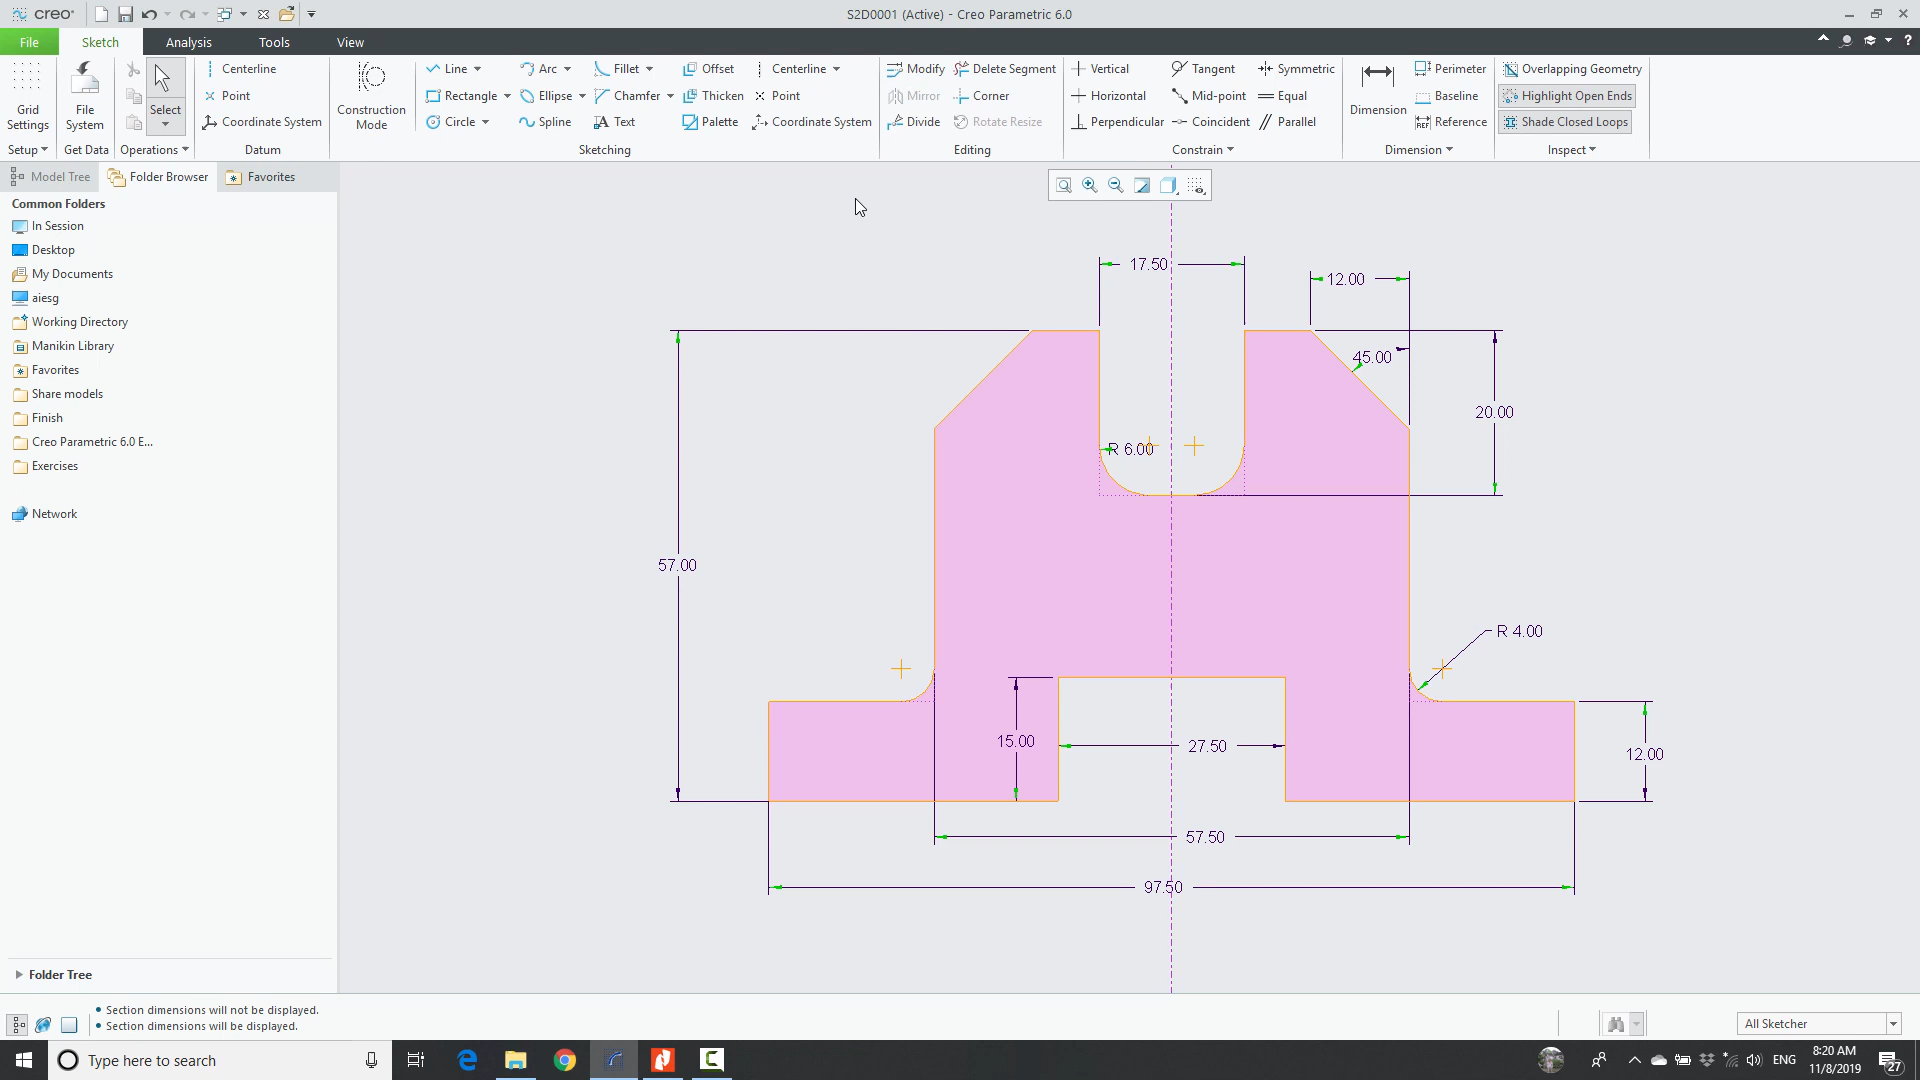 creo
S2D0001 (Active) - Creo Parametric 6.0
File
Sketch
Analysis
Tools
View
Grid Settings
Setup
File System
Get Data
Select
Operations
Centerline
Point
Coordinate System
Datum
Construction Mode
Line
Arc
Fillet
Offset
Centerline
Rectangle
Ellipse
Chamfer
Thicken
Point
Circle
Spline
Text
Palette
Coordinate System
Sketching
Modify
Delete Segment
Mirror
Corner
Divide
Rotate Resize
Editing
Vertical
Tangent
Symmetric
Horizontal
Mid-point
Equal
Perpendicular
Coincident
Parallel
Constrain
Dimension
Perimeter
Baseline
REF
Reference
Dimension
Overlapping Geometry
Highlight Open Ends
Shade Closed Loops
Inspect
Model Tree
Folder Browser
Favorites
Common Folders
In Session
Desktop
My Documents
aiesg
Working Directory
Manikin Library
Favorites
Share models
Finish
Creo Parametric 6.0 E...
Exercises
Network
Folder Tree
17.50
12.00
45.00
20.00
R 6.00
57.00
R 4.00
15.00
27.50
12.00
57.50
97.50
Section dimensions will not be displayed.
Section dimensions will be displayed.
All Sketcher
Type here to search
ENG
8:20 AM
11/8/2019
27